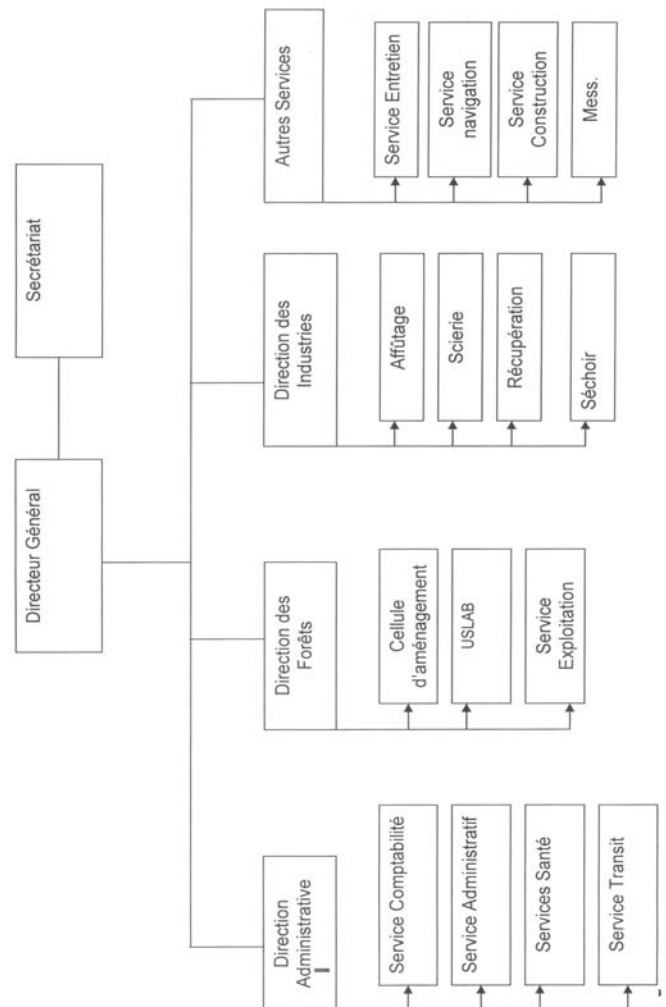 Directeur Général
Secrétariat
Direction
Administrative
Direction des
Forêts
Direction des
Industries
Autres Services
Service Comptabilité
Service Administratif
Services Santé
Service Transit
Cellule
d'aménagement
USLAB
Service
Exploitation
Affûtage
Scierie
Récupération
Séchoir
Service Entretien
Service
navigation
Service
Construction
Mess.